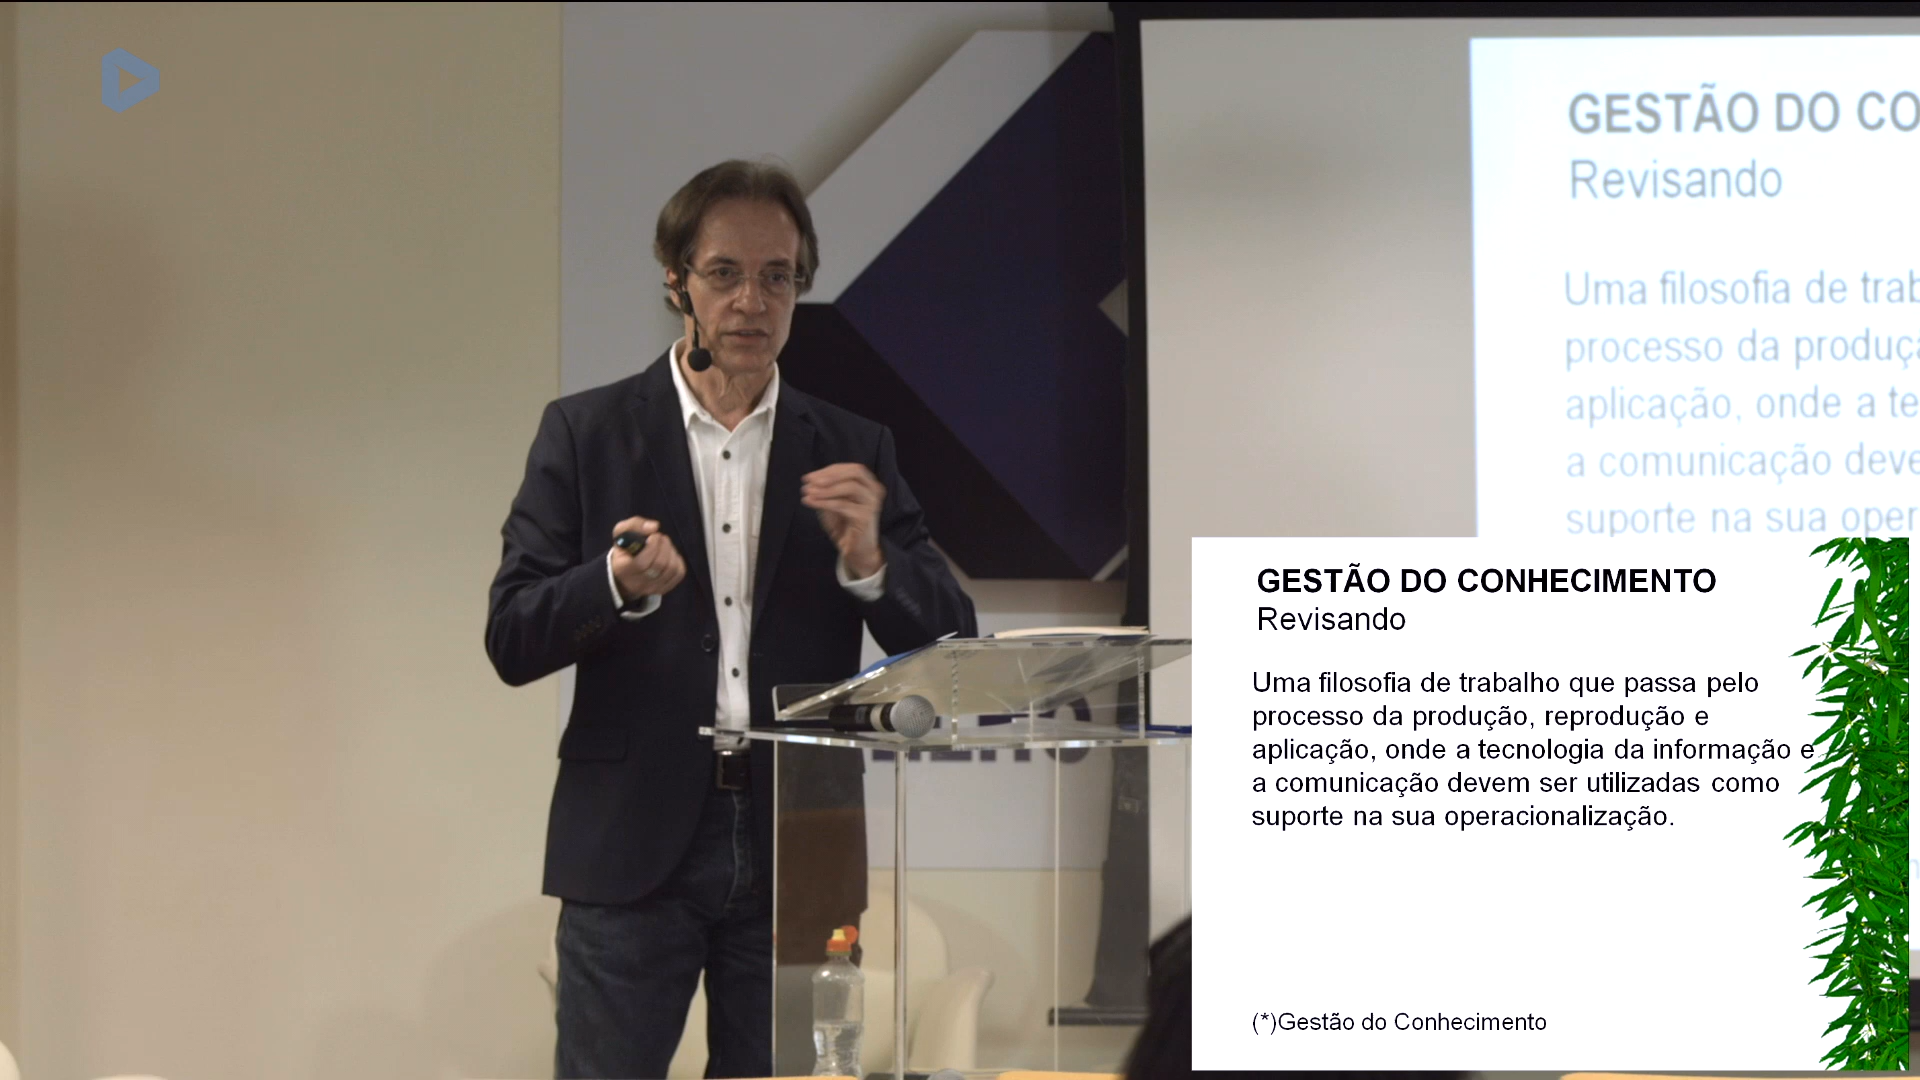 GESTÃO DO CO
Revisando
Uma filosofia de trab
processo da produç
aplicação, onde a te
a comunicação deve
suporte na sua oper
GESTÃO DO CONHECIMENTO
Revisando
Uma filosofia de trabalho que passa pelo
processo da produção, reprodução e
aplicação, onde a tecnologia da informação e
a comunicação devem ser utilizadas como
suporte na sua operacionalização.
(*)Gestão do Conhecimento